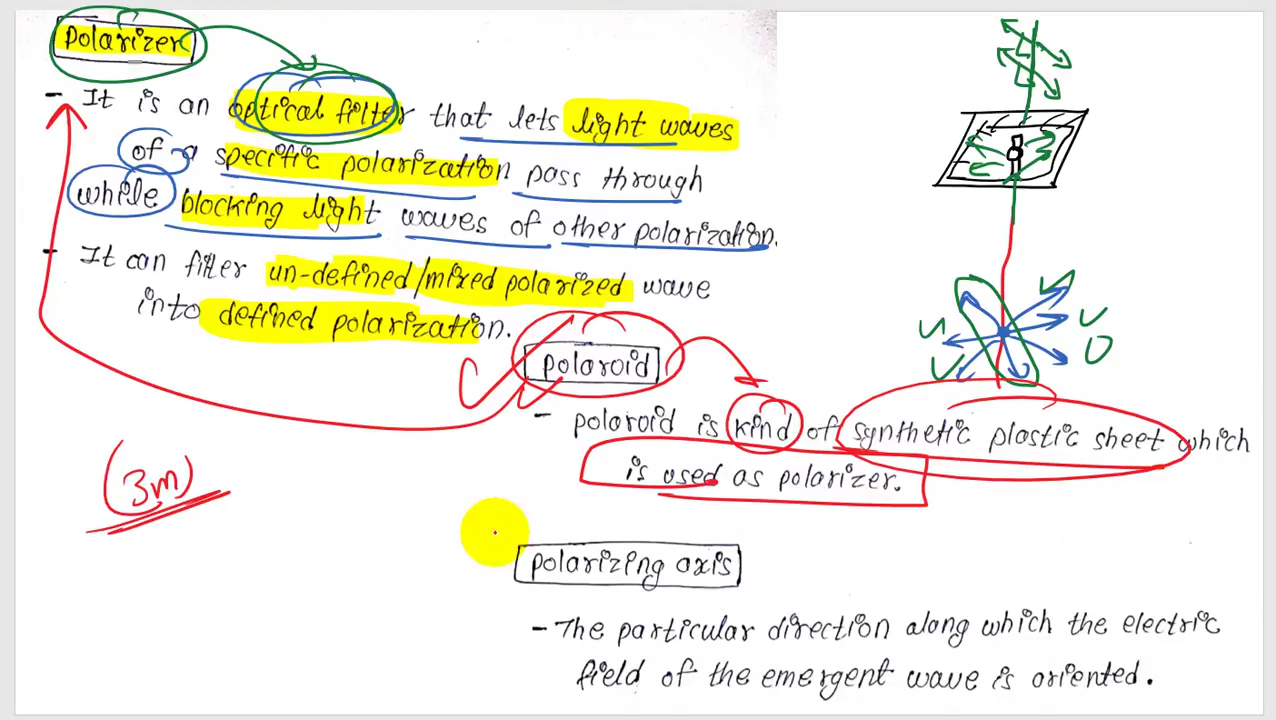 Polarizer
- It is an optical filter that lets light waves
of a specific polarization pass through
while blocking light waves of other polarization.
- It can filter un-defined/mixed polarized wave
into defined polarization.
polaroid
- polaroid is kind of synthetic plastic sheet which
is used as polarizer.
(3m)
polarizing axis
- The particular direction along which the electric
field of the emergent wave is oriented.